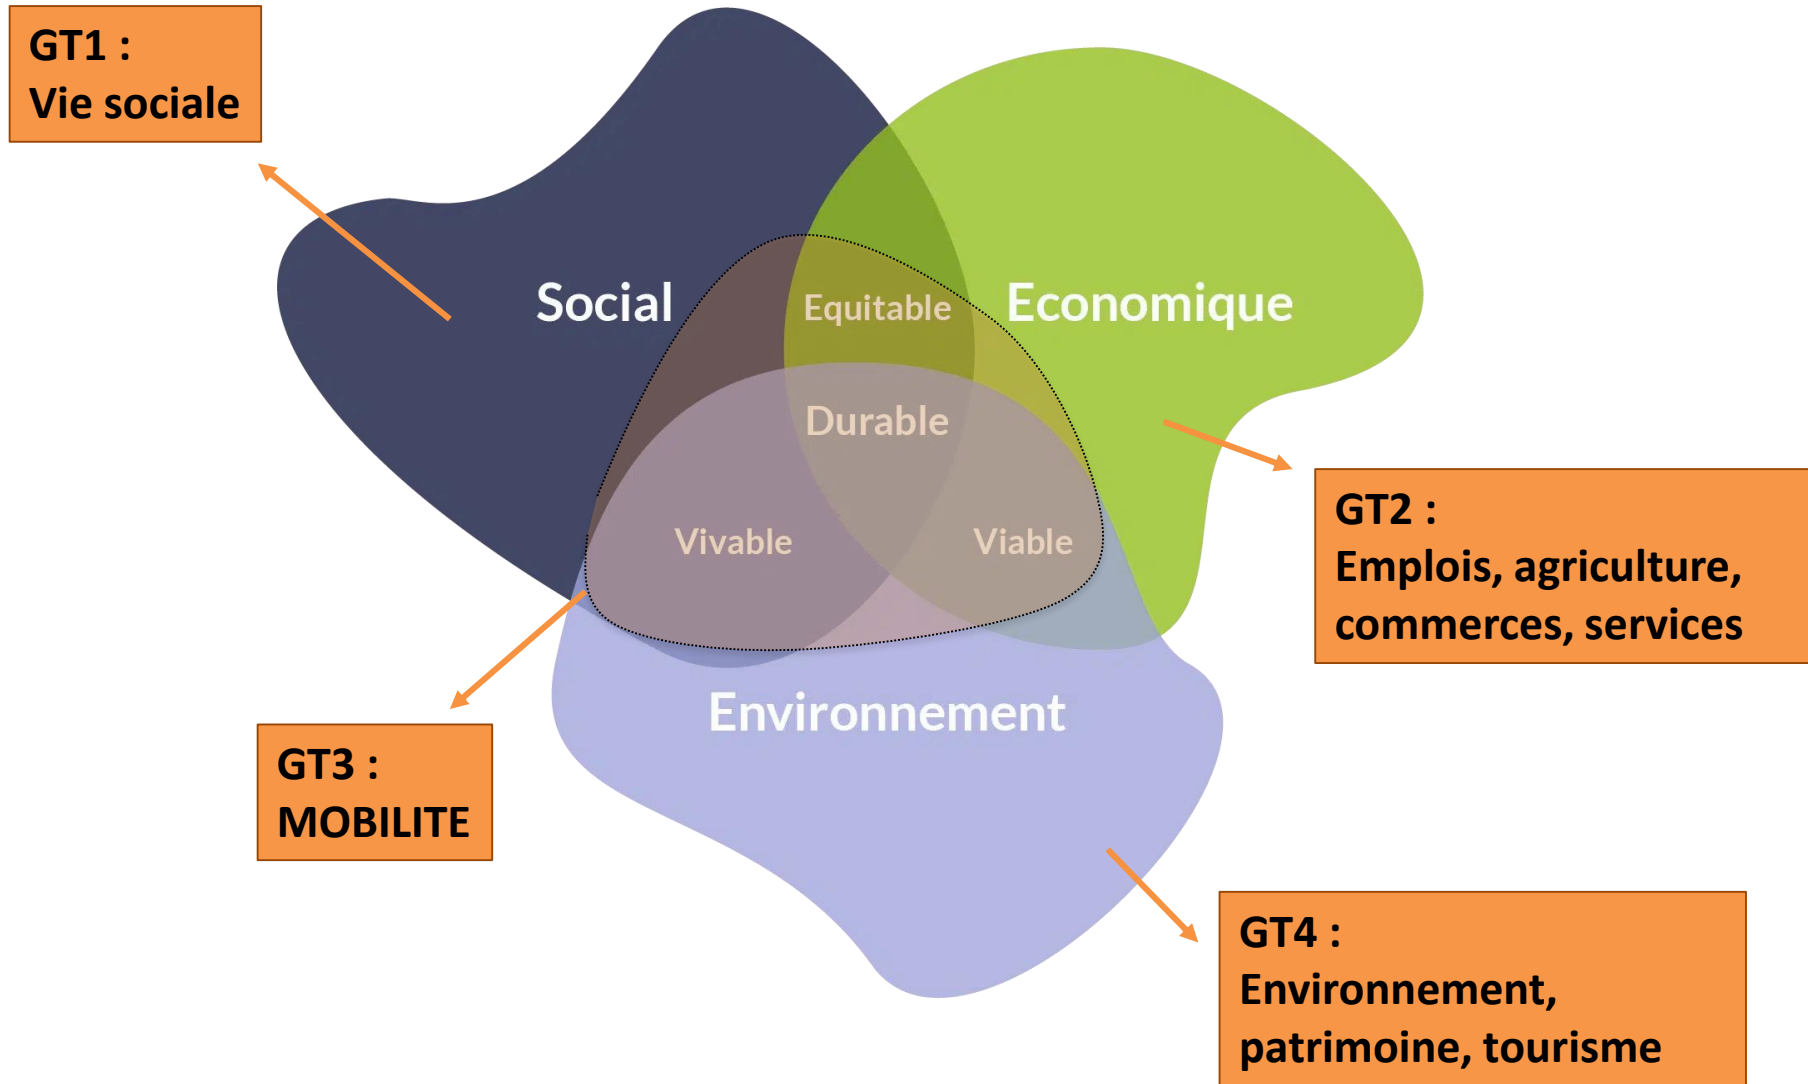 GT1 :
Vie sociale
Social
Equitable
Economique
Durable
Vivable
Viable
GT2 :
Emplois, agriculture,
commerces, services
Environnement
GT3 :
MOBILITE
GT4 :
Environnement,
patrimoine, tourisme